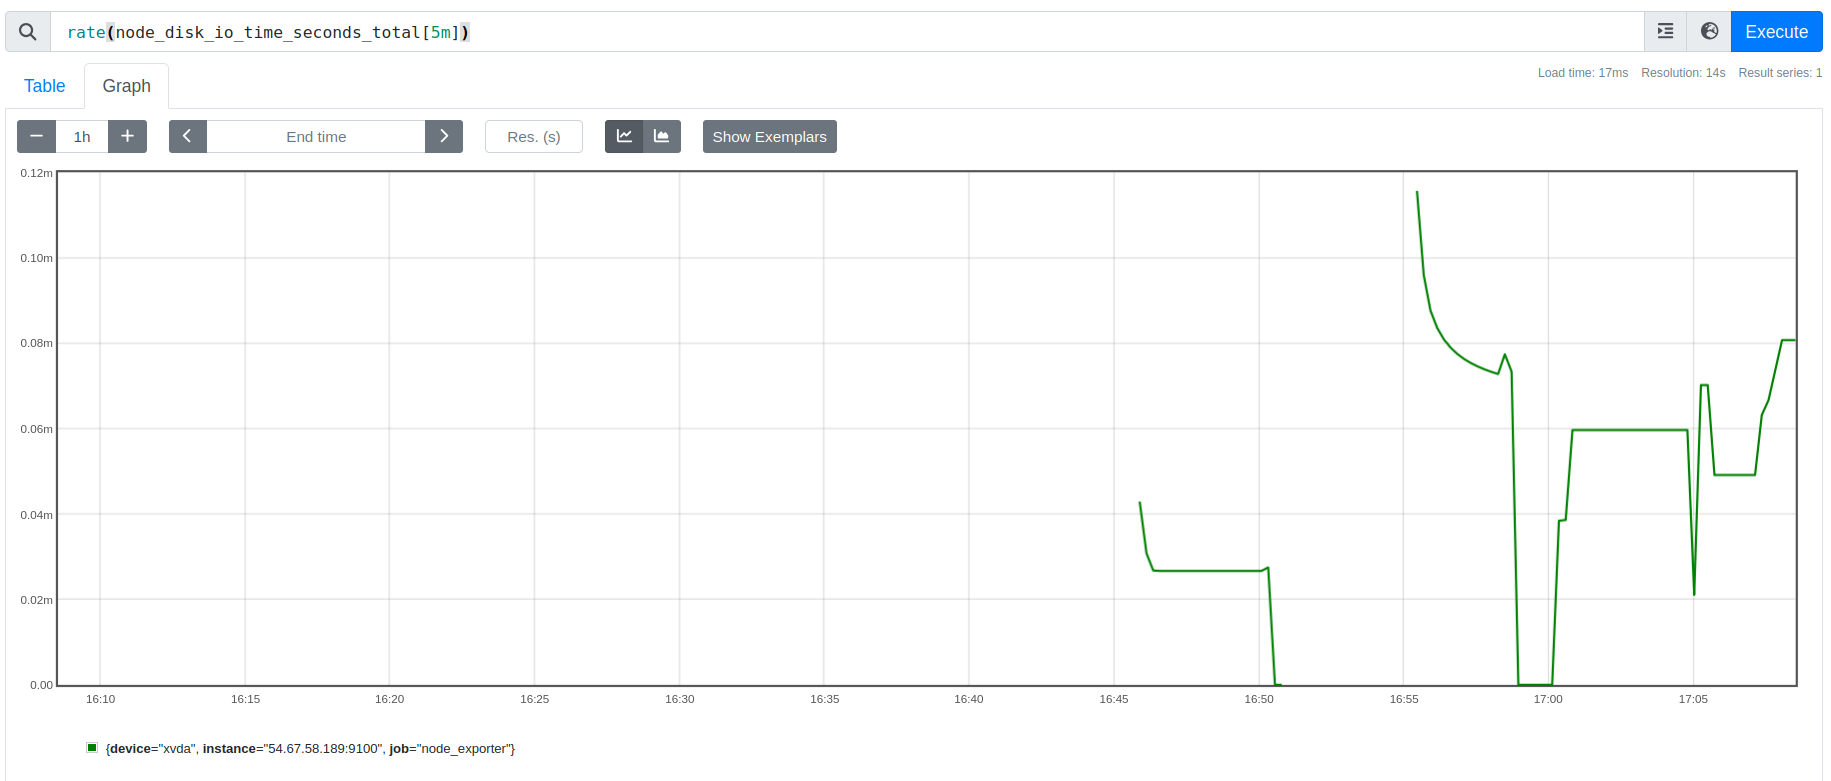 rate(node_disk_io_time_seconds_total[5m])
Execute
Table
Graph
Load time: 17ms Resolution: 14s Result series: 1
1h
End time
Res. (s)
Show Exemplars
0.12m
0.10m
0.08m
0.06m
0.04m
0.02m
0.00
16:10 16:15 16:20 16:25 16:30 16:35 16:40 16:45 16:50 16:55 17:00 17:05
{device="xvda", instance="54.67.58.189:9100", job="node_exporter"}